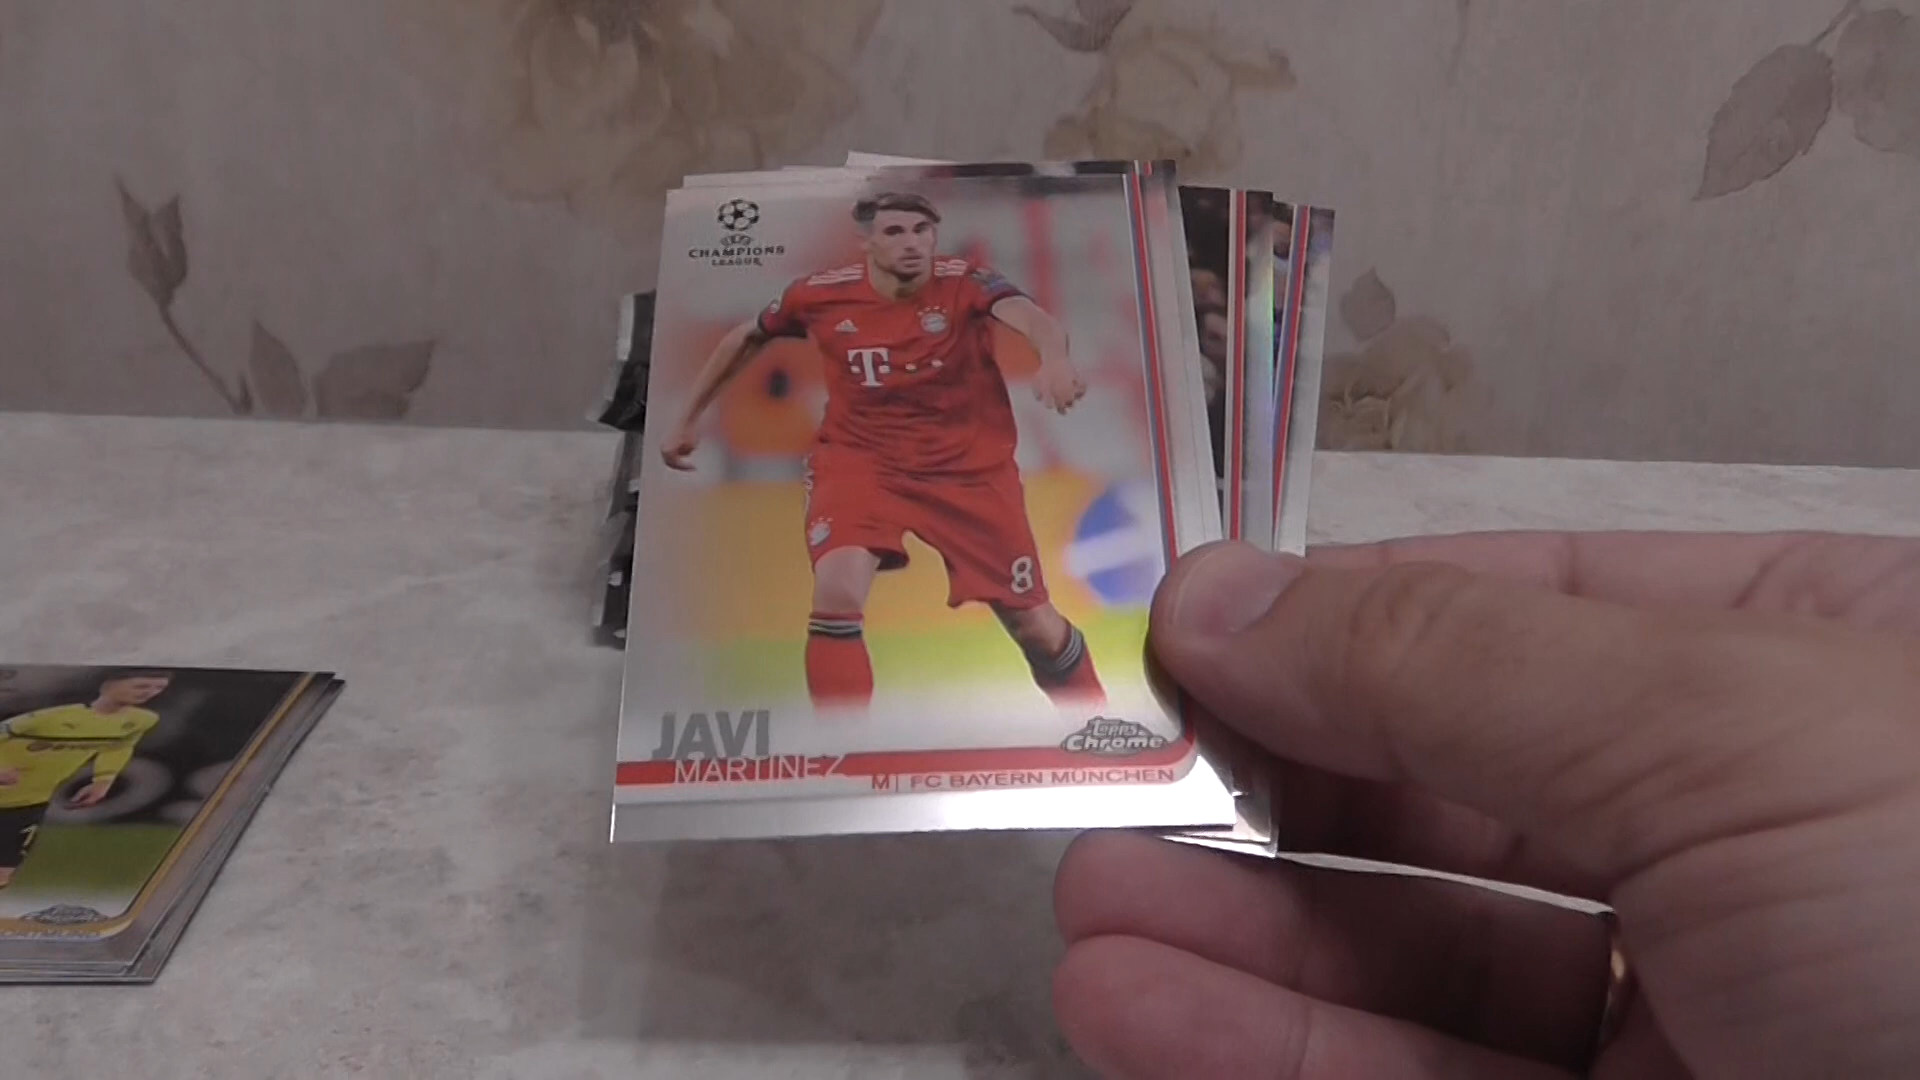 CHAMPIONS
LEAGUE
T
8
JAVI
MARTINEZ
Topps
Chrome
M| FC BAYERN MÜNCHEN